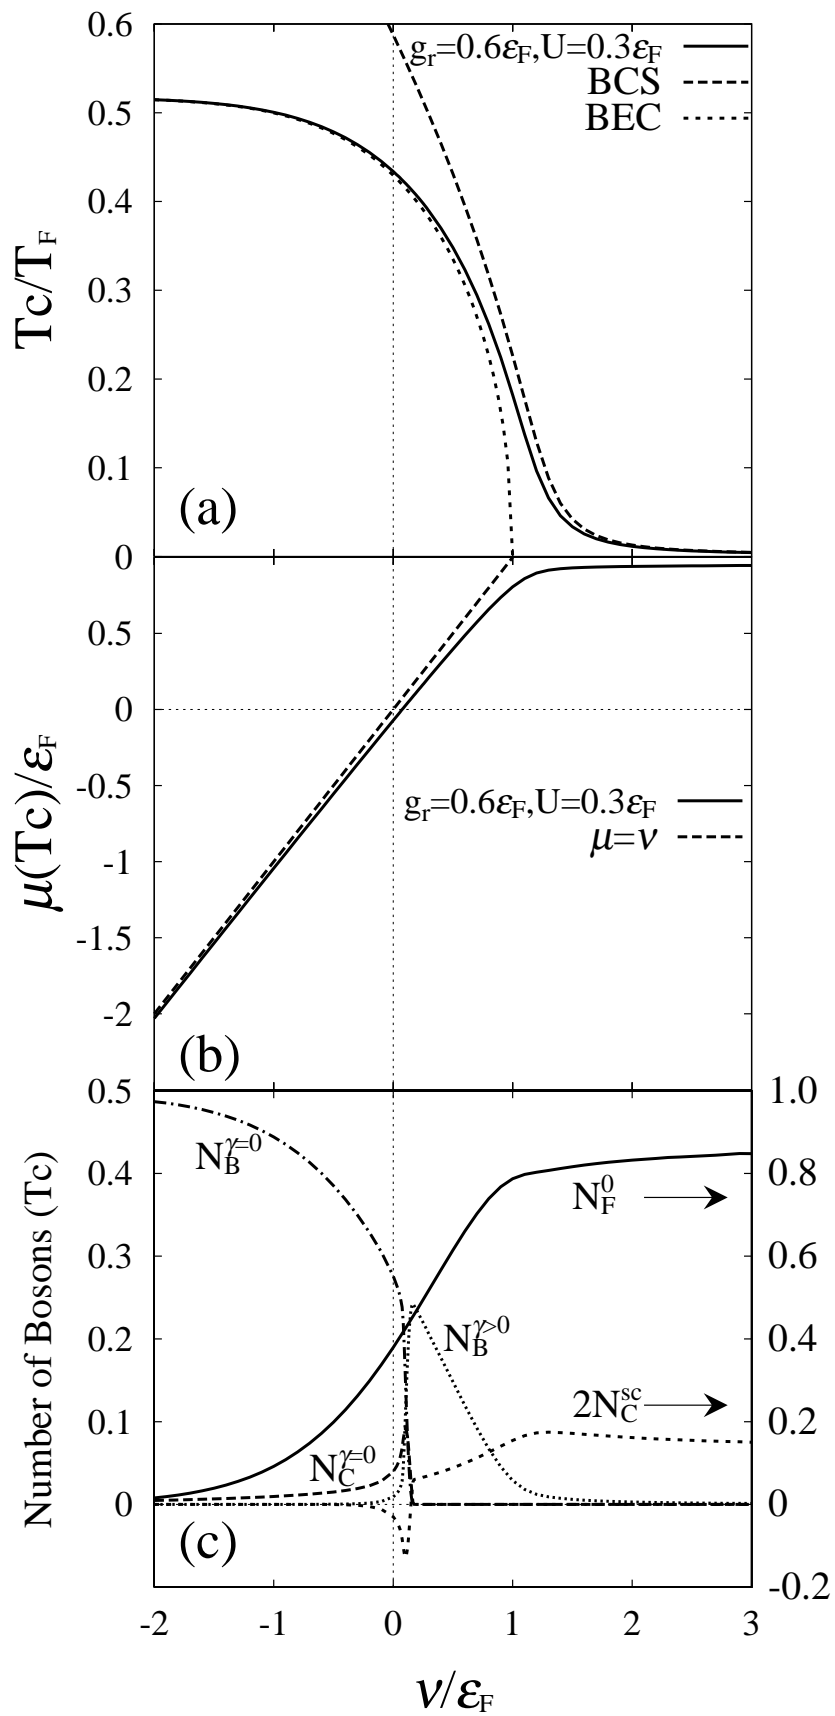 0.6
g_r=0.6ε_F,U=0.3ε_F
BCS
0.5
BEC
0.4
Tc/T_F
0.3
0.2
0.1
(a)
0
0.5
0
μ(Tc)/ε_F
-0.5
g_r=0.6ε_F,U=0.3ε_F
μ=ν
-1
-1.5
-2
(b)
0.5
1.0
N_B^{γ=0}
0.4
0.8
N_F^0
Number of Bosons (Tc)
0.3
0.6
0.2
N_B^{γ>0}
0.4
2N_C^{sc}
0.1
0.2
N_C^{γ=0}
0
0
(c)
-0.2
-2 -1 0 1 2 3
ν/ε_F